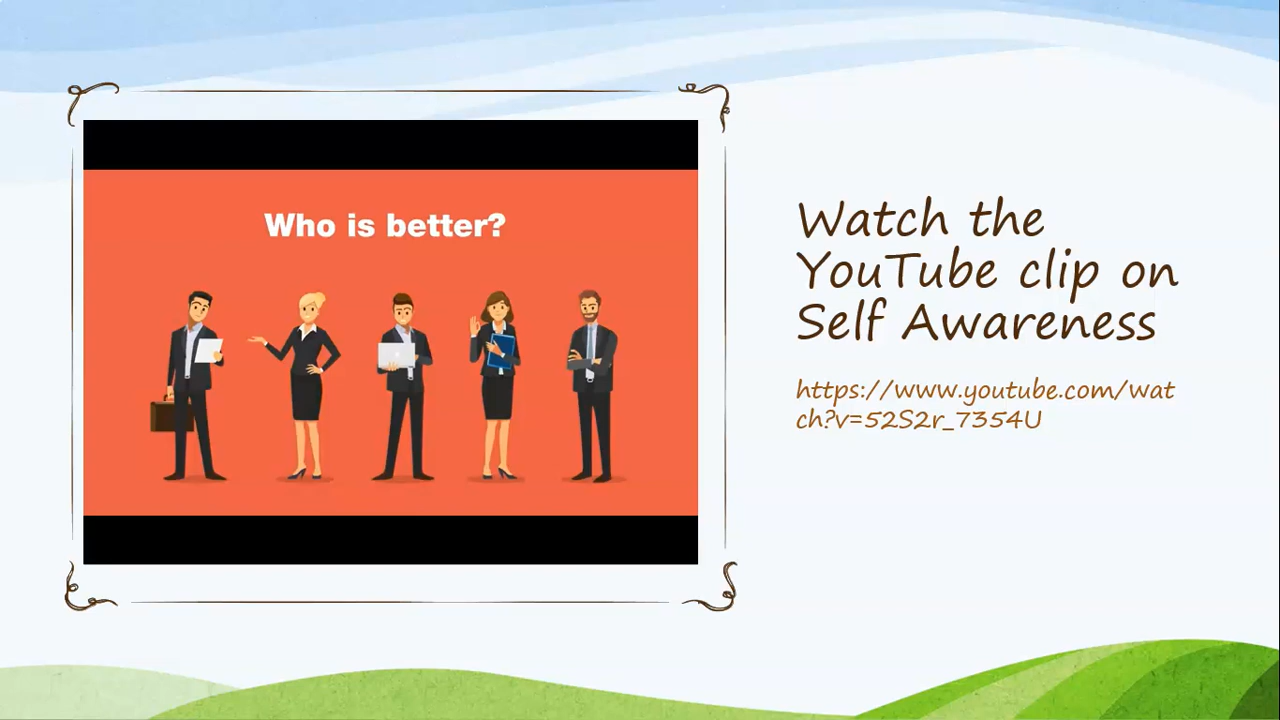 Who is better?
Watch the
YouTube clip on
Self Awareness
https://www.youtube.com/wat
ch?v=52S2r_7354U